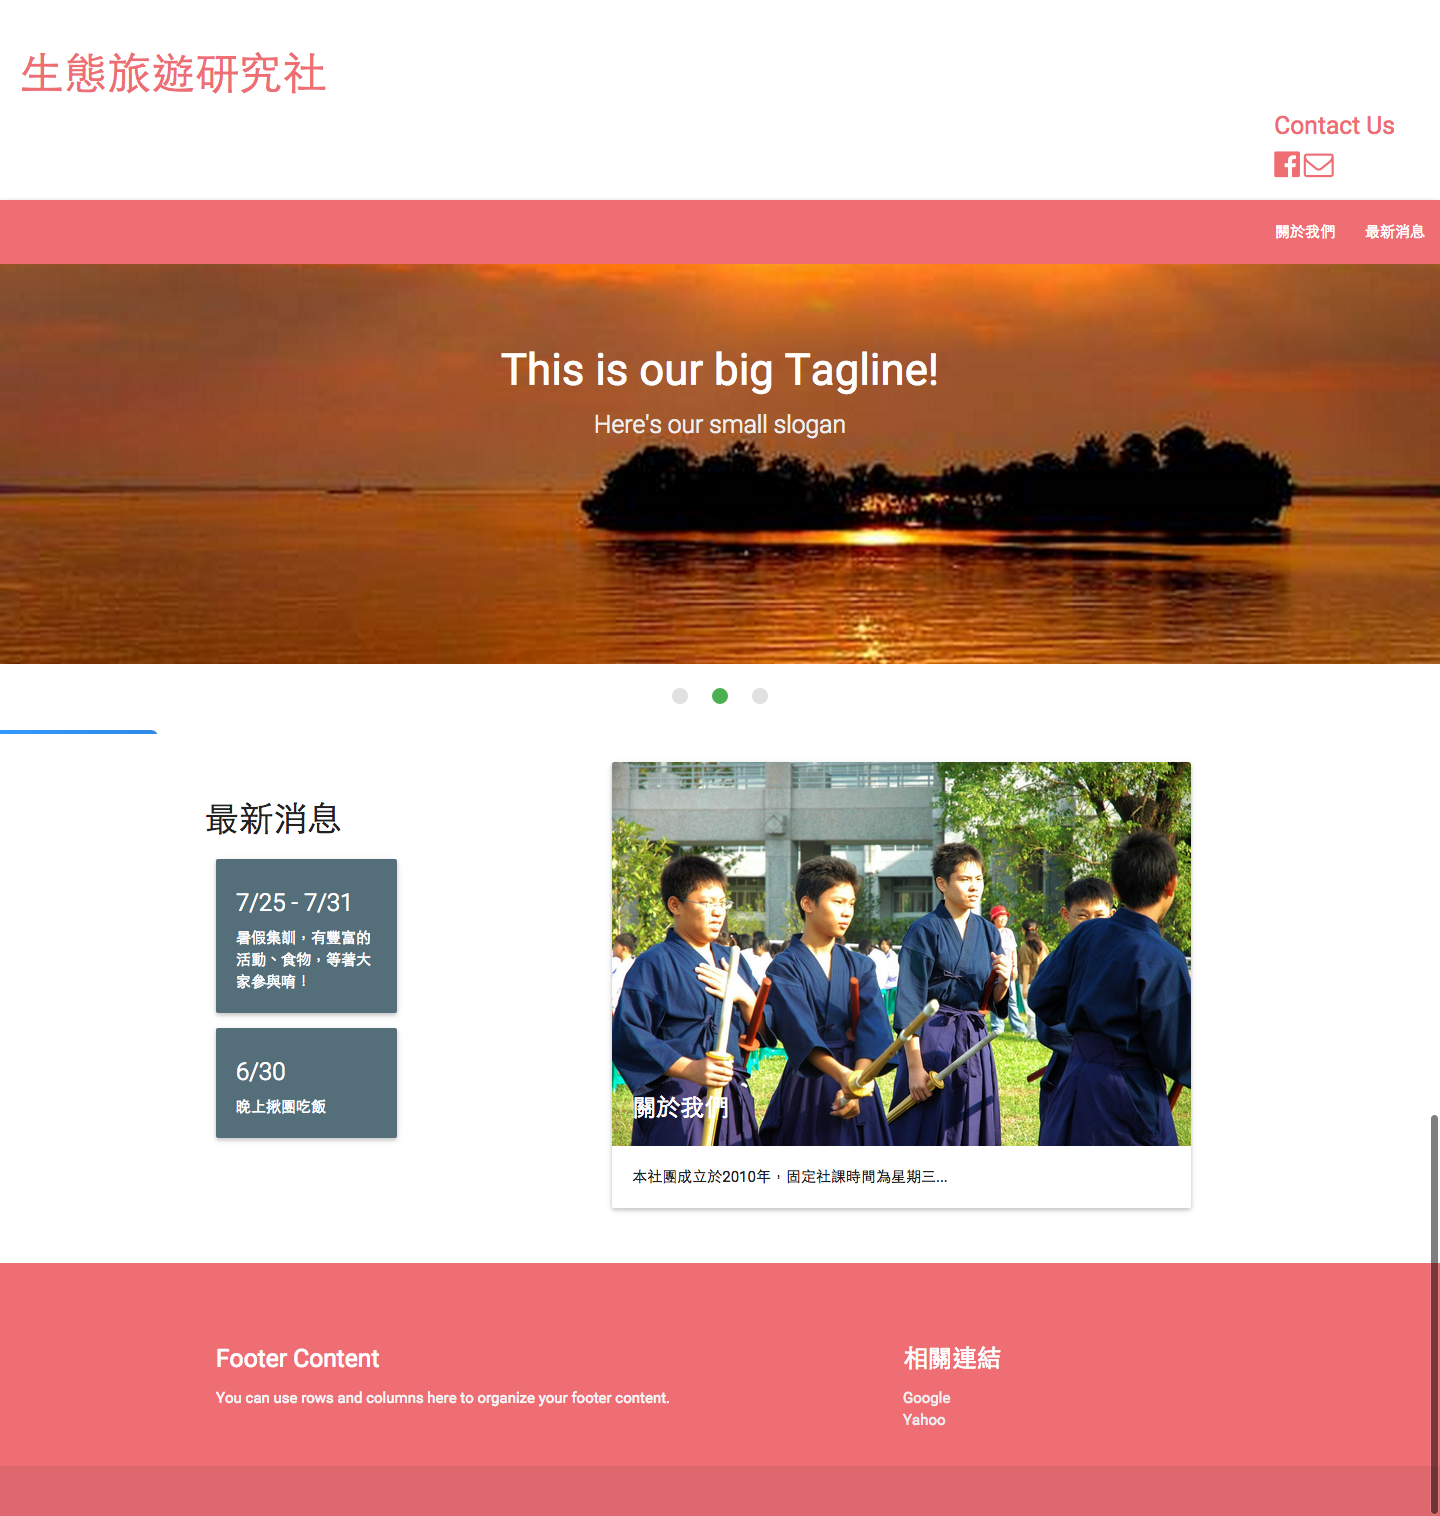 生態旅遊研究社
Contact Us
關於我們
最新消息
This is our big Tagline!
Here's our small slogan
最新消息
7/25 - 7/31
暑假集訓，有豐富的
活動、食物，等著大
家參與唷！
6/30
晚上揪團吃飯
關於我們
本社團成立於2010年，固定社課時間為星期三...
Footer Content
You can use rows and columns here to organize your footer content.
相關連結
Google
Yahoo